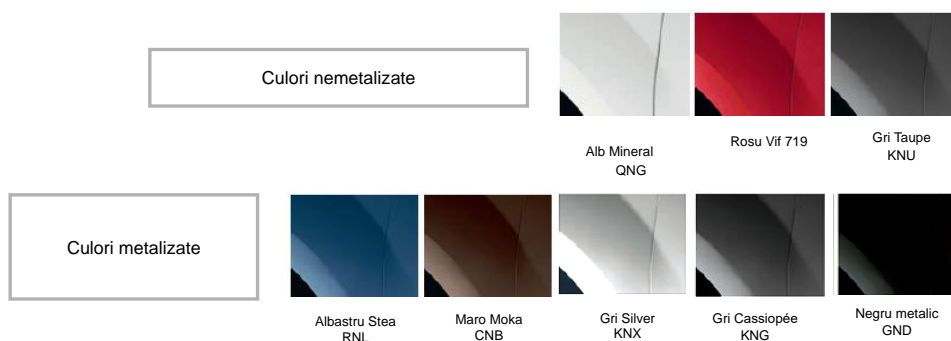 Culori nemetalizate
Alb Mineral
QNG
Rosu Vif 719
Gri Taupe
KNU
Culori metalizate
Albastru Stea
RNL
Maro Moka
CNB
Gri Silver
KNX
Gri Cassiopée
KNG
Negru metalic
GND